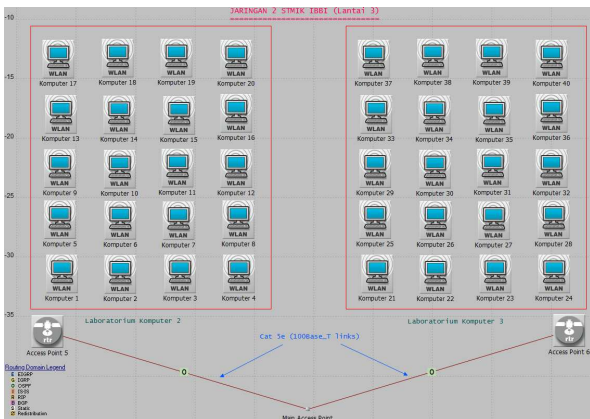 JARINGAN 2 STMIK IBBI (Lantai 3)
-10
WLAN WLAN WLAN WLAN WLAN WLAN WLAN WLAN
-15
Komputer 17 Komputer 18 Komputer 19 Komputer 20 Komputer 37 Komputer 38 Komputer 39 Komputer 40
WLAN WLAN WLAN WLAN WLAN WLAN WLAN WLAN
-20
Komputer 13 Komputer 14 Komputer 15 Komputer 16 Komputer 33 Komputer 34 Komputer 35 Komputer 36
WLAN WLAN WLAN WLAN WLAN WLAN WLAN WLAN
Komputer 9 Komputer 10 Komputer 11 Komputer 12 Komputer 29 Komputer 30 Komputer 31 Komputer 32
-25
WLAN WLAN WLAN WLAN WLAN WLAN WLAN WLAN
Komputer 5 Komputer 6 Komputer 7 Komputer 8 Komputer 25 Komputer 26 Komputer 27 Komputer 28
-30
WLAN WLAN WLAN WLAN WLAN WLAN WLAN WLAN
Komputer 1 Komputer 2 Komputer 3 Komputer 4 Komputer 21 Komputer 22 Komputer 23 Komputer 24
-35
Laboratorium Komputer 2 Laboratorium Komputer 3
rtr rtr
Access Point 5 Access Point 6
Cat 5e (100Base_T links)
Routing Domain Legend
E EIGRP
G IGRP
O OSPF
I IS-IS
R RIP
B BGP
S Static
Redistribution
O O
Main Access Point